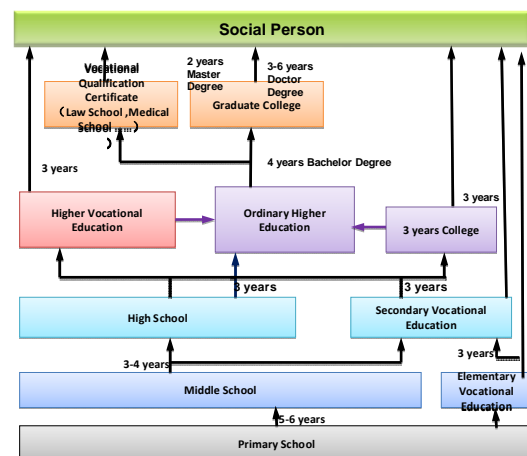 Social Person
Vocational
Qualification
Certificate
（Law School ,Medical
School ……）
2 years
Master
Degree
3-6 years
Doctor
Degree
Graduate College
3 years
4 years Bachelor Degree
Higher Vocational
Education
Ordinary Higher
Education
3 years College
3 years
3 years
3 years
High School
Secondary Vocational
Education
3-4 years
3 years
Middle School
Elementary
Vocational
Education
5-6 years
Primary School